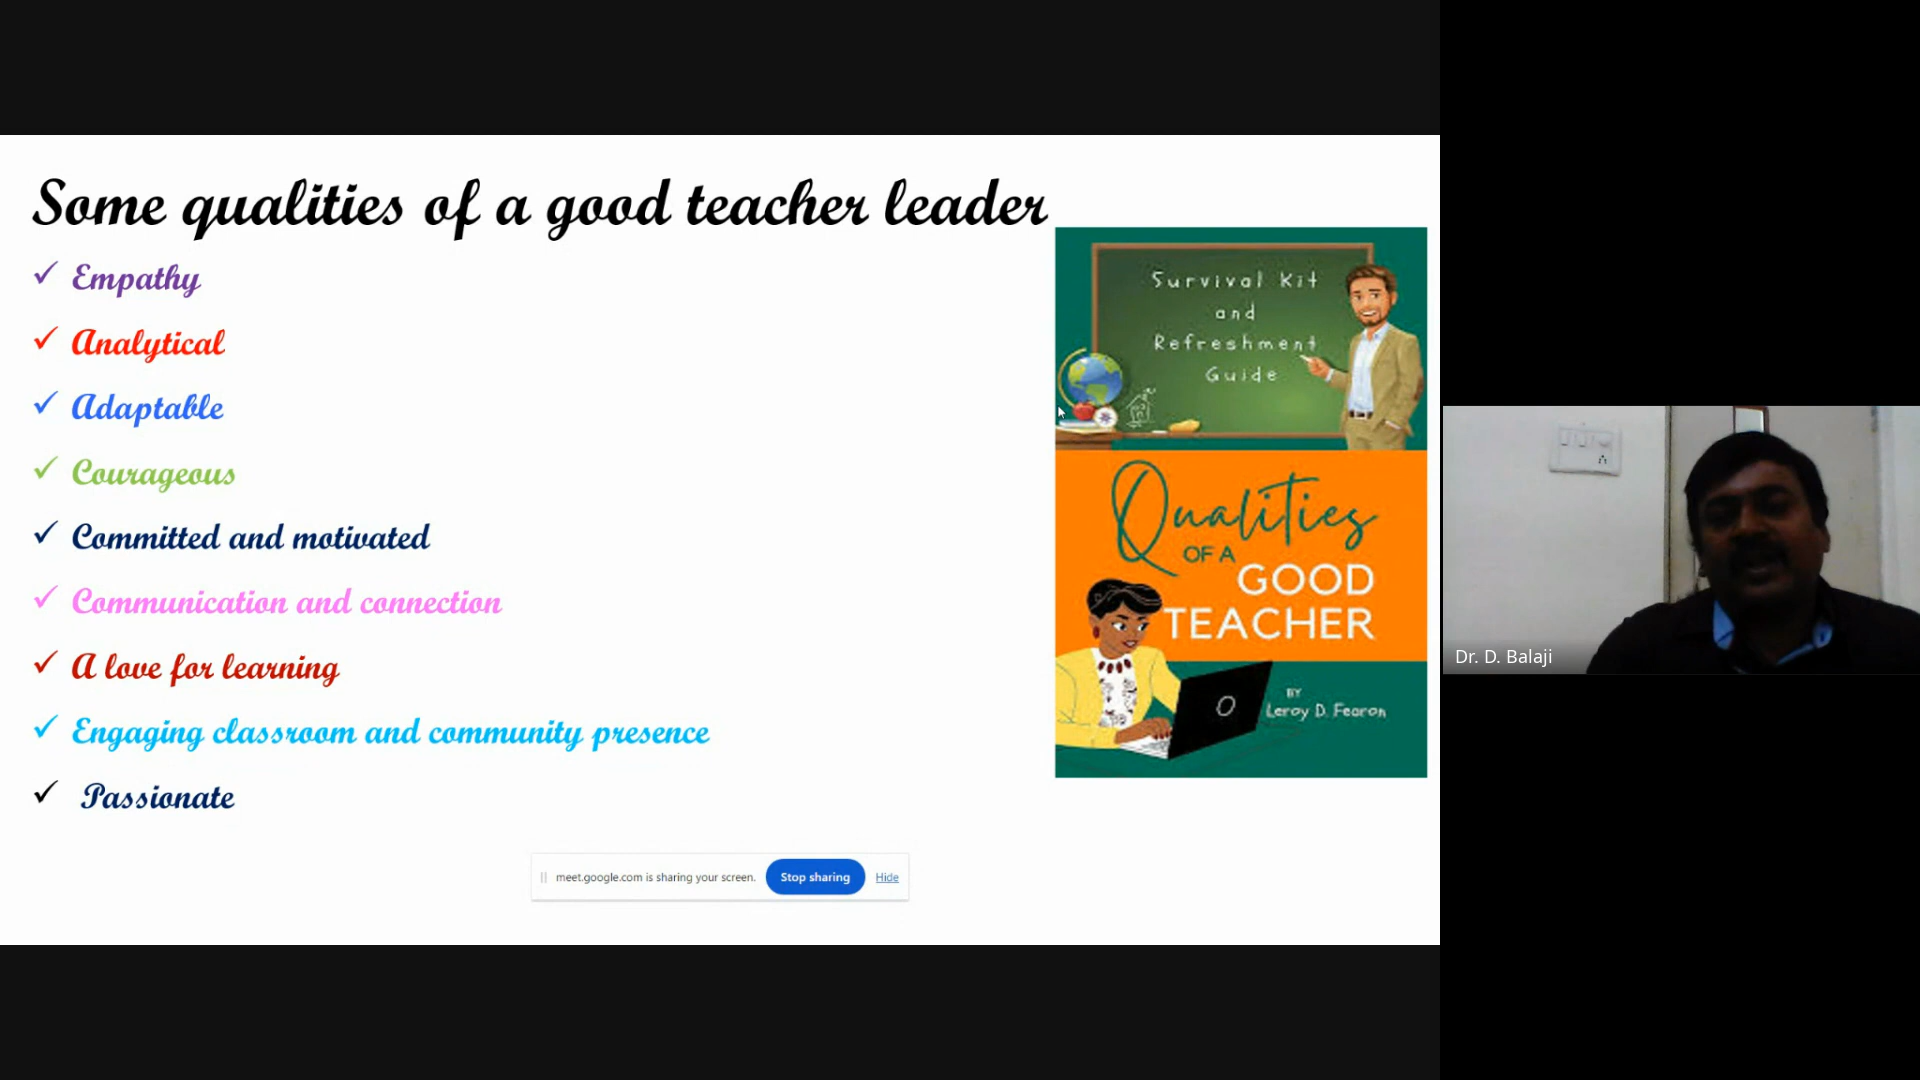 Some qualities of a good teacher leader
Empathy
Analytical
Adaptable
Courageous
Committed and motivated
Communication and connection
A love for learning
Engaging classroom and community presence
Passionate
Survival Kit
and
Refreshment
Guide
Qualities
OF A
GOOD
TEACHER
BY
Leroy D. Fearon
meet.google.com is sharing your screen. Stop sharing Hide
Dr. D. Balaji